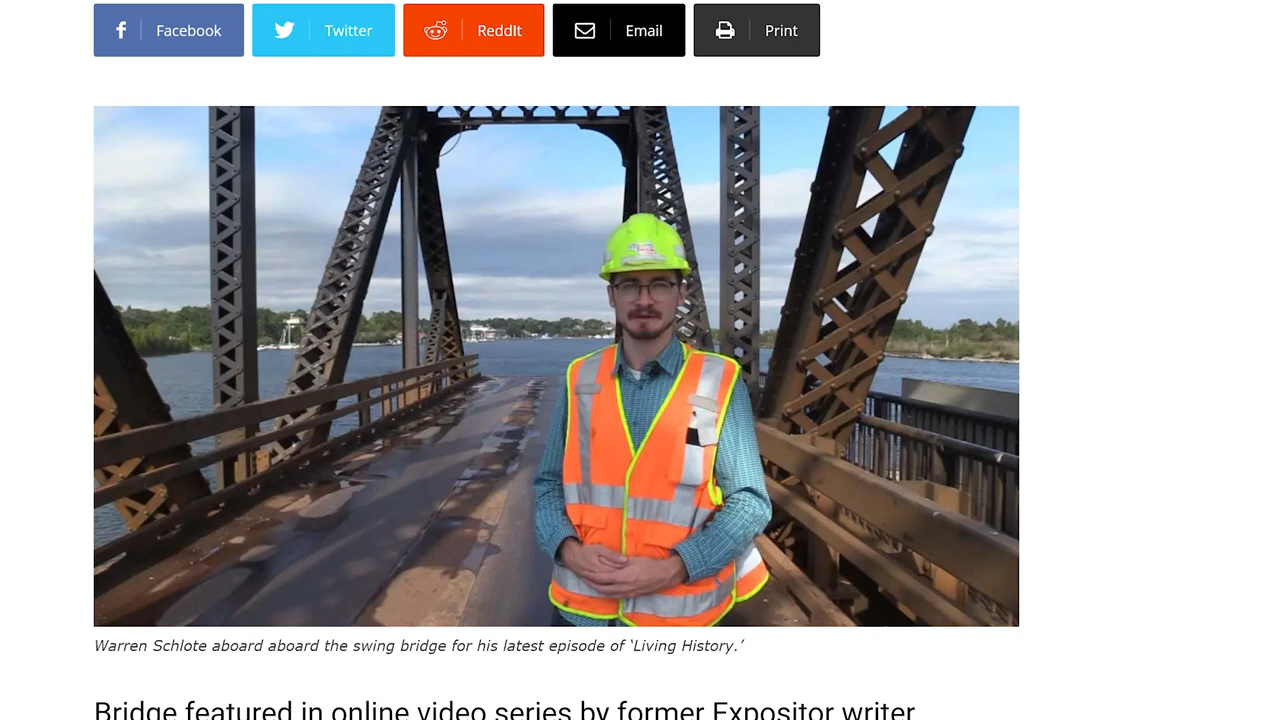 Facebook
Twitter
ReddIt
Email
Print
Warren Schlote aboard aboard the swing bridge for his latest episode of ‘Living History.’
Bridge featured in online video series by former Expositor writer